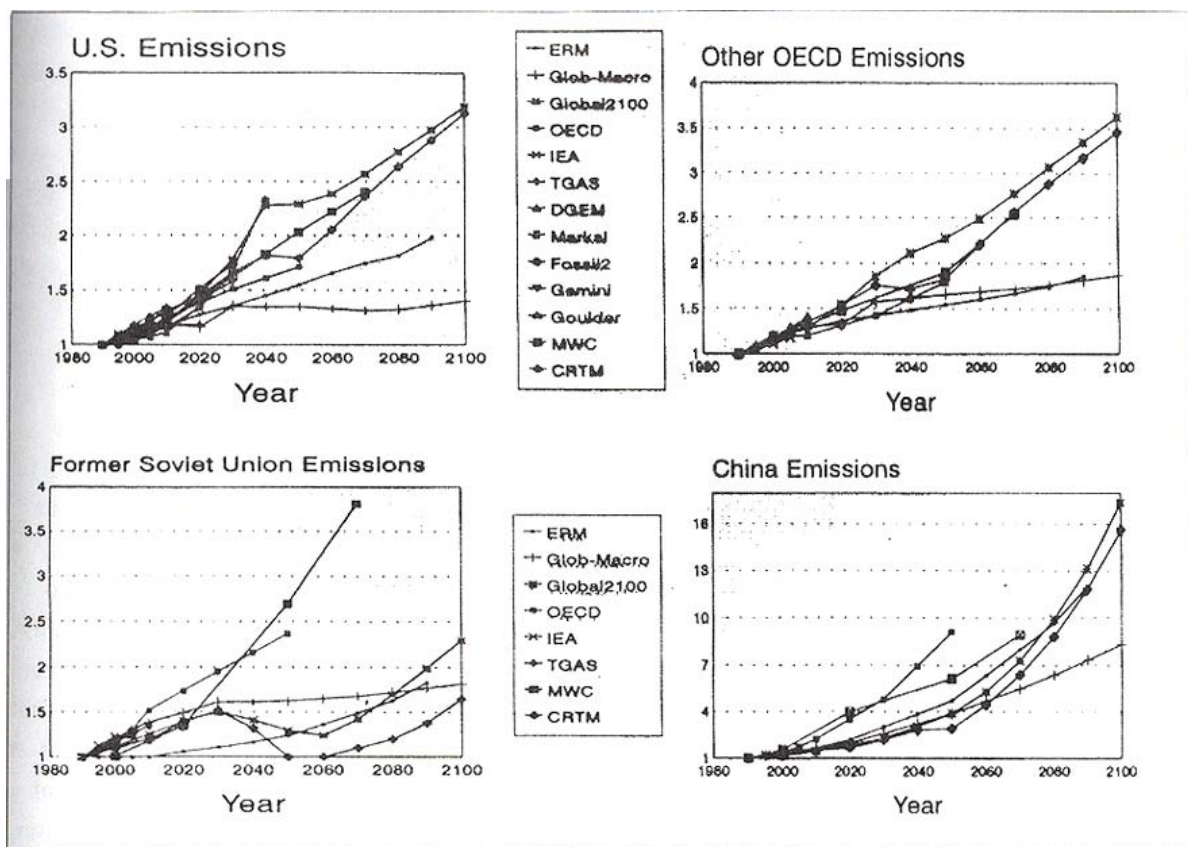 U.S. Emissions
3.5
3
2.5
2
1.5
1
1980 2000 2020 2040 2060 2080 2100
Year
ERM
Glob-Macro
Global2100
OECD
IEA
TGAS
DGEM
Markal
Fossil2
Gemini
Goulder
MWC
CRTM
Other OECD Emissions
4
3.5
3
2.5
2
1.5
1
1980 2000 2020 2040 2060 2080 2100
Year
Former Soviet Union Emissions
4
3.5
3
2.5
2
1.5
1
1980 2000 2020 2040 2060 2080 2100
Year
ERM
Glob-Macro
Global2100
OECD
IEA
TGAS
MWC
CRTM
China Emissions
16
13
10
7
4
1
1980 2000 2020 2040 2060 2080 2100
Year